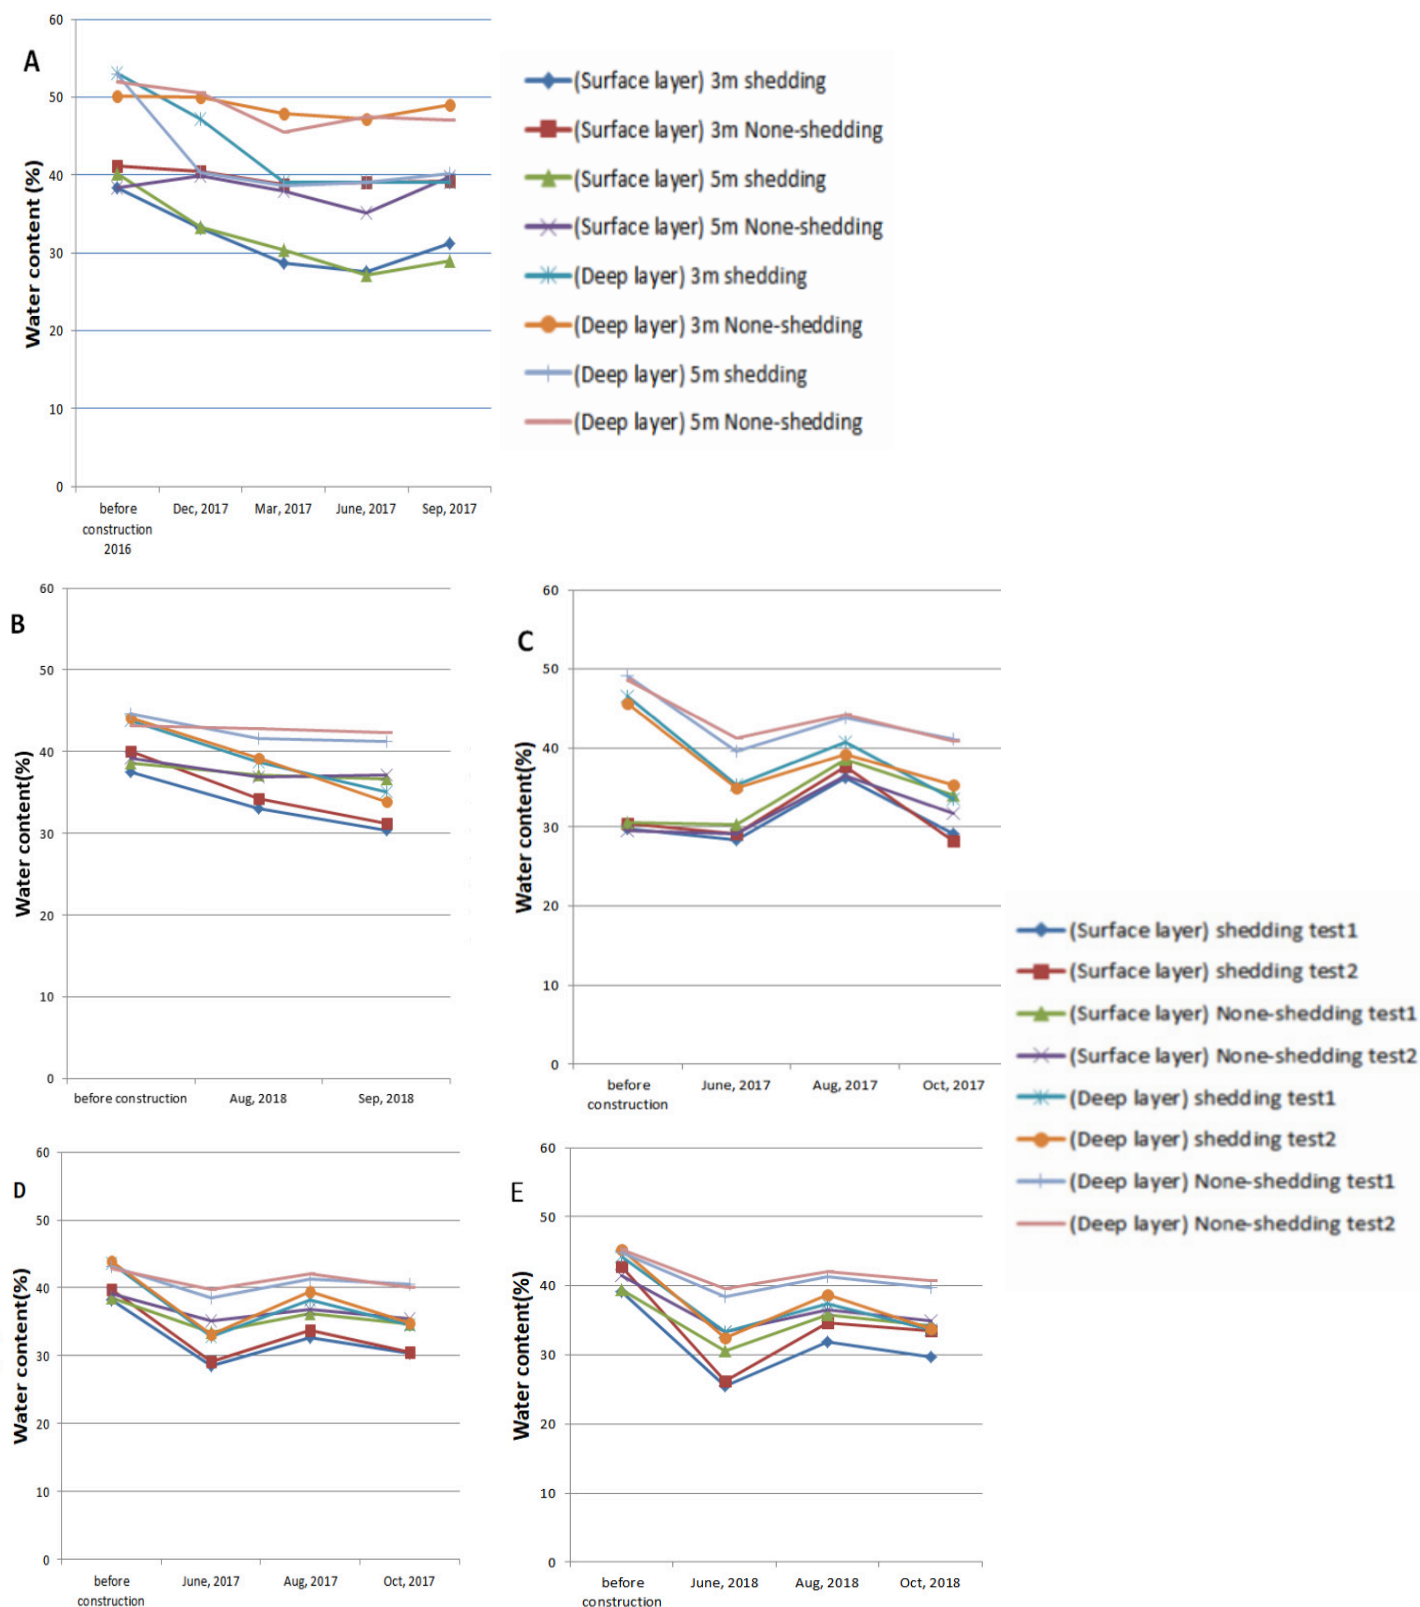 A
Water content (%)
60
50
40
30
20
10
0
before
construction
2016
Dec, 2017
Mar, 2017
June, 2017
Sep, 2017
(Surface layer) 3m shedding
(Surface layer) 3m None-shedding
(Surface layer) 5m shedding
(Surface layer) 5m None-shedding
(Deep layer) 3m shedding
(Deep layer) 3m None-shedding
(Deep layer) 5m shedding
(Deep layer) 5m None-shedding
B
Water content(%)
60
50
40
30
20
10
0
before construction
Aug, 2018
Sep, 2018
C
Water content(%)
60
50
40
30
20
10
0
before
construction
June, 2017
Aug, 2017
Oct, 2017
(Surface layer) shedding test1
(Surface layer) shedding test2
(Surface layer) None-shedding test1
(Surface layer) None-shedding test2
(Deep layer) shedding test1
(Deep layer) shedding test2
(Deep layer) None-shedding test1
(Deep layer) None-shedding test2
D
Water content(%)
60
50
40
30
20
10
0
before
construction
June, 2017
Aug, 2017
Oct, 2017
E
Water content(%)
60
50
40
30
20
10
0
before
construction
June, 2018
Aug, 2018
Oct, 2018